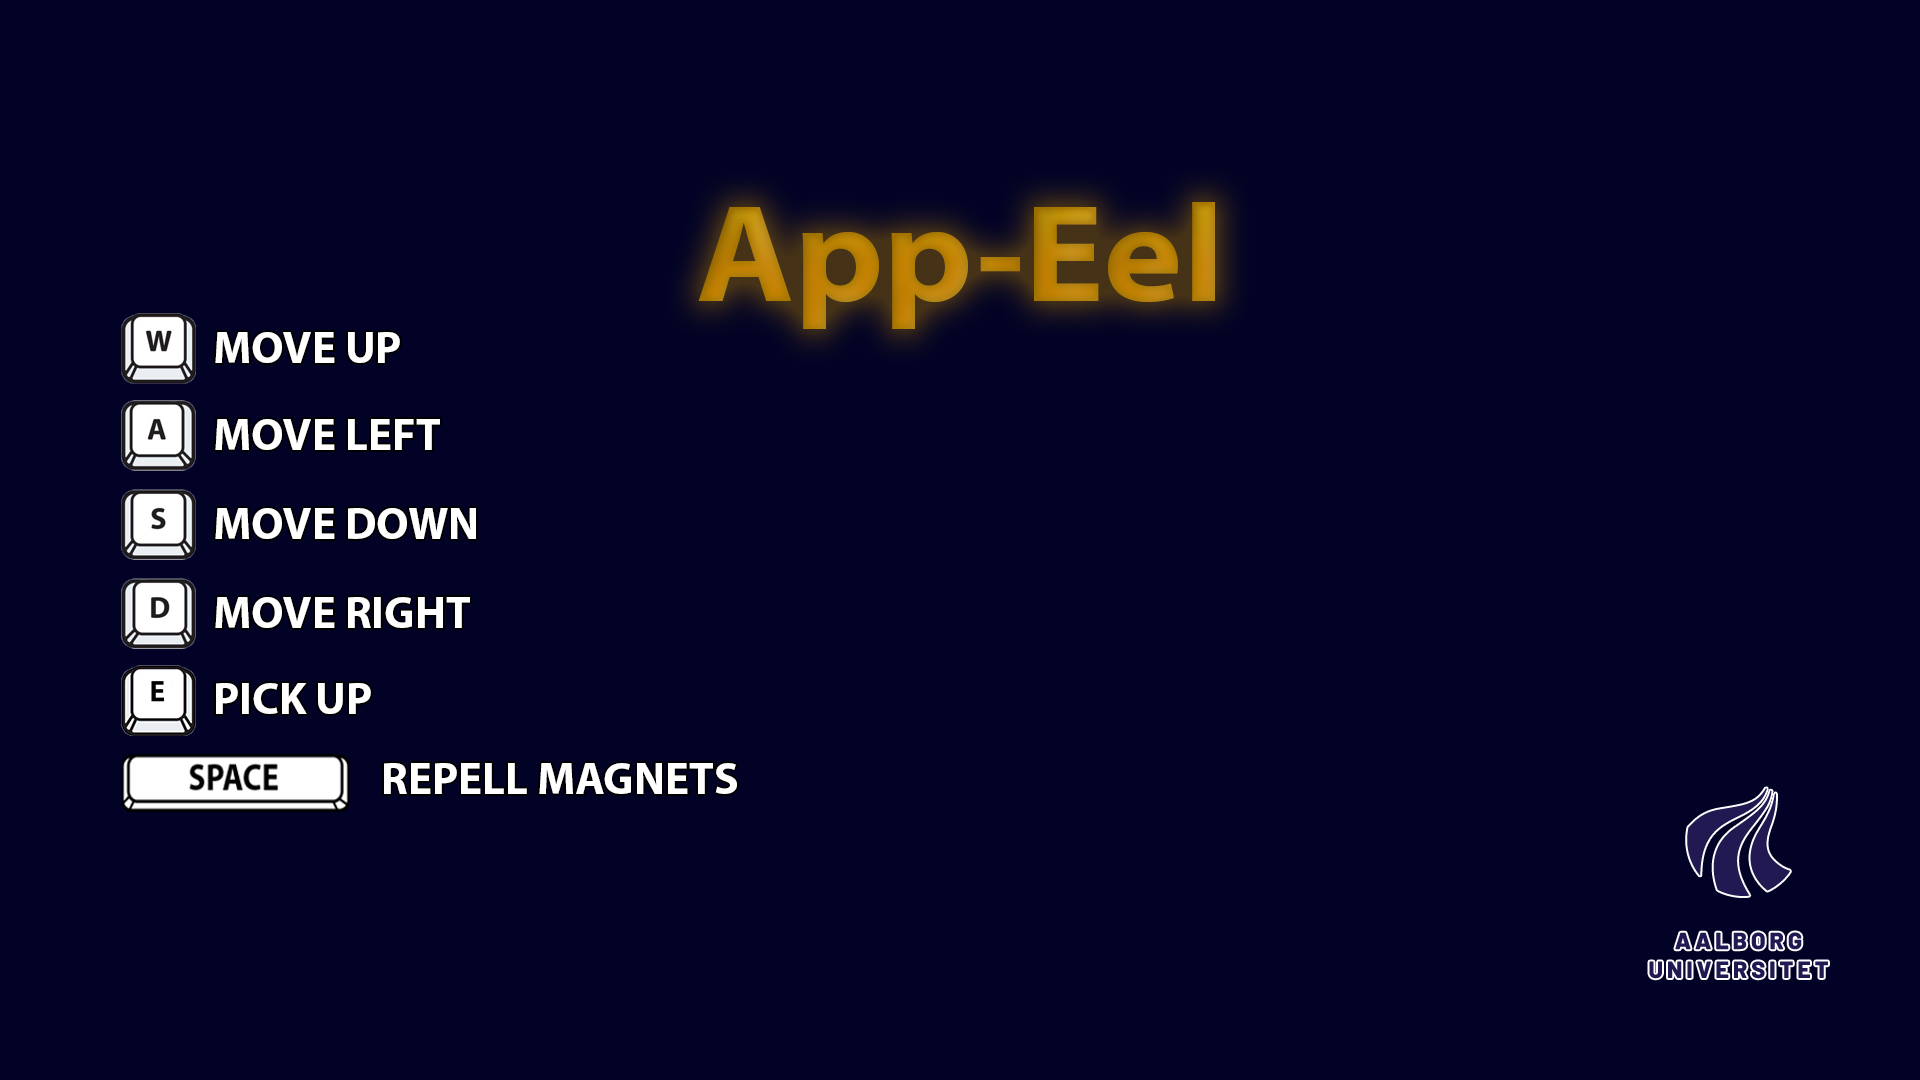 App-Eel
W MOVE UP
A MOVE LEFT
S MOVE DOWN
D MOVE RIGHT
E PICK UP
SPACE REPELL MAGNETS
AALBORG
UNIVERSITET